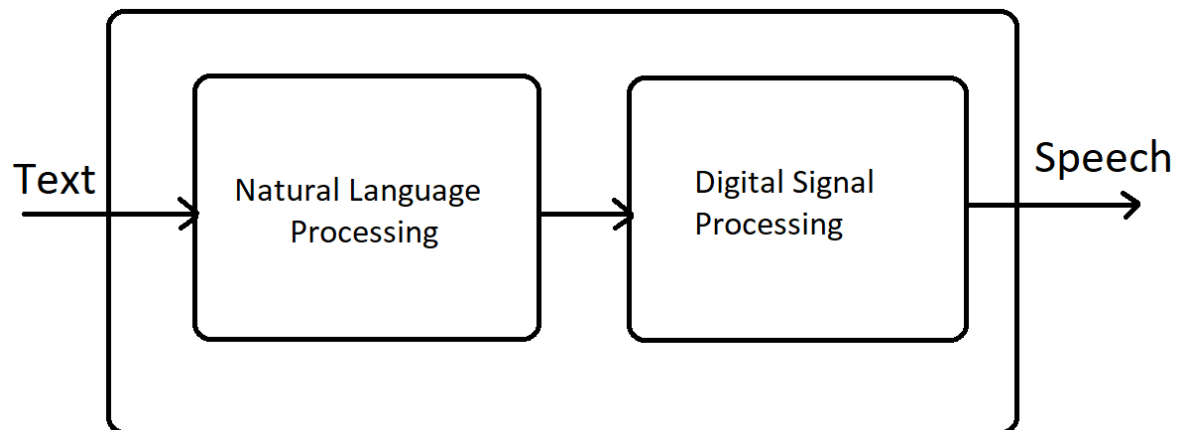 Text
Natural Language
Processing
Digital Signal
Processing
Speech